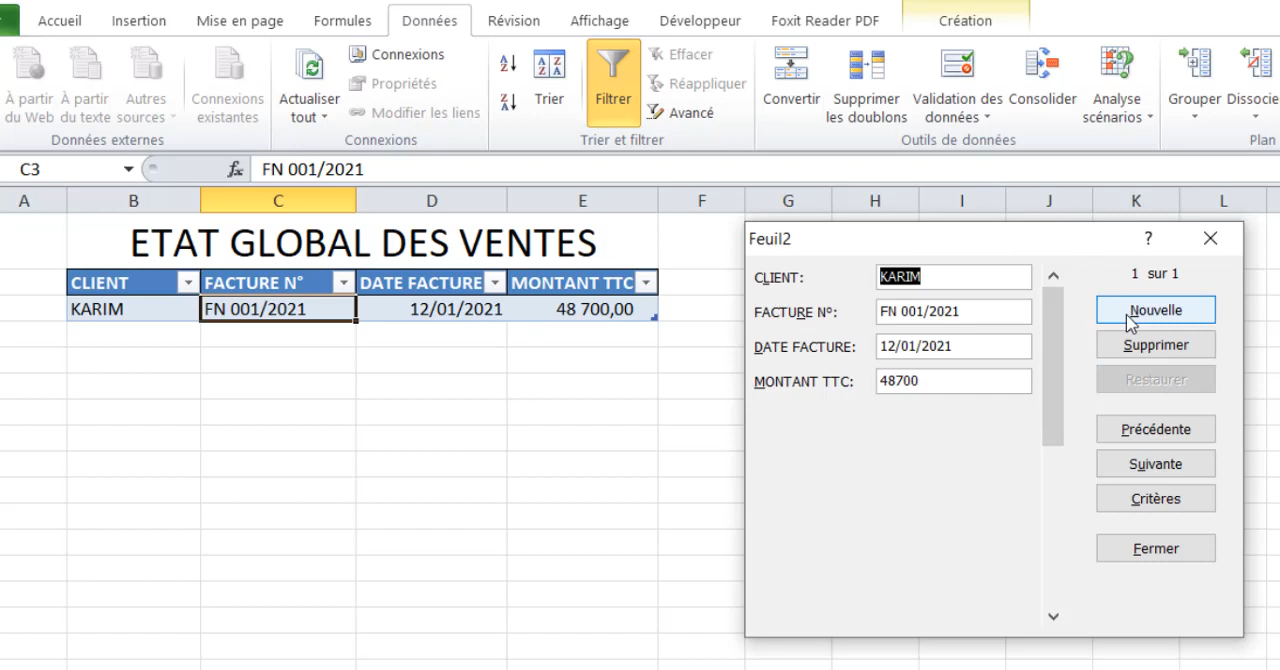 Accueil Insertion Mise en page Formules Données Révision Affichage Développeur Foxit Reader PDF Création
À partir du Web
À partir du texte
Autres sources
Connexions existantes
Données externes
Actualiser tout
Connexions
Propriétés
Modifier les liens
Connexions
Trier
Filtrer
Effacer
Réappliquer
Avancé
Trier et filtrer
Convertir
Supprimer les doublons
Validation des données
Consolider
Analyse scénarios
Outils de données
Grouper
Dissocie
Plan
C3 fx FN 001/2021
A B C D E F G H I J K L
ETAT GLOBAL DES VENTES
CLIENT FACTURE N° DATE FACTURE MONTANT TTC
KARIM FN 001/2021 12/01/2021 48 700,00
Feuil2 ?
CLIENT: KARIM
FACTURE N°: FN 001/2021
DATE FACTURE: 12/01/2021
MONTANT TTC: 48700
1 sur 1
Nouvelle
Supprimer
Restaurer
Précédente
Suivante
Critères
Fermer